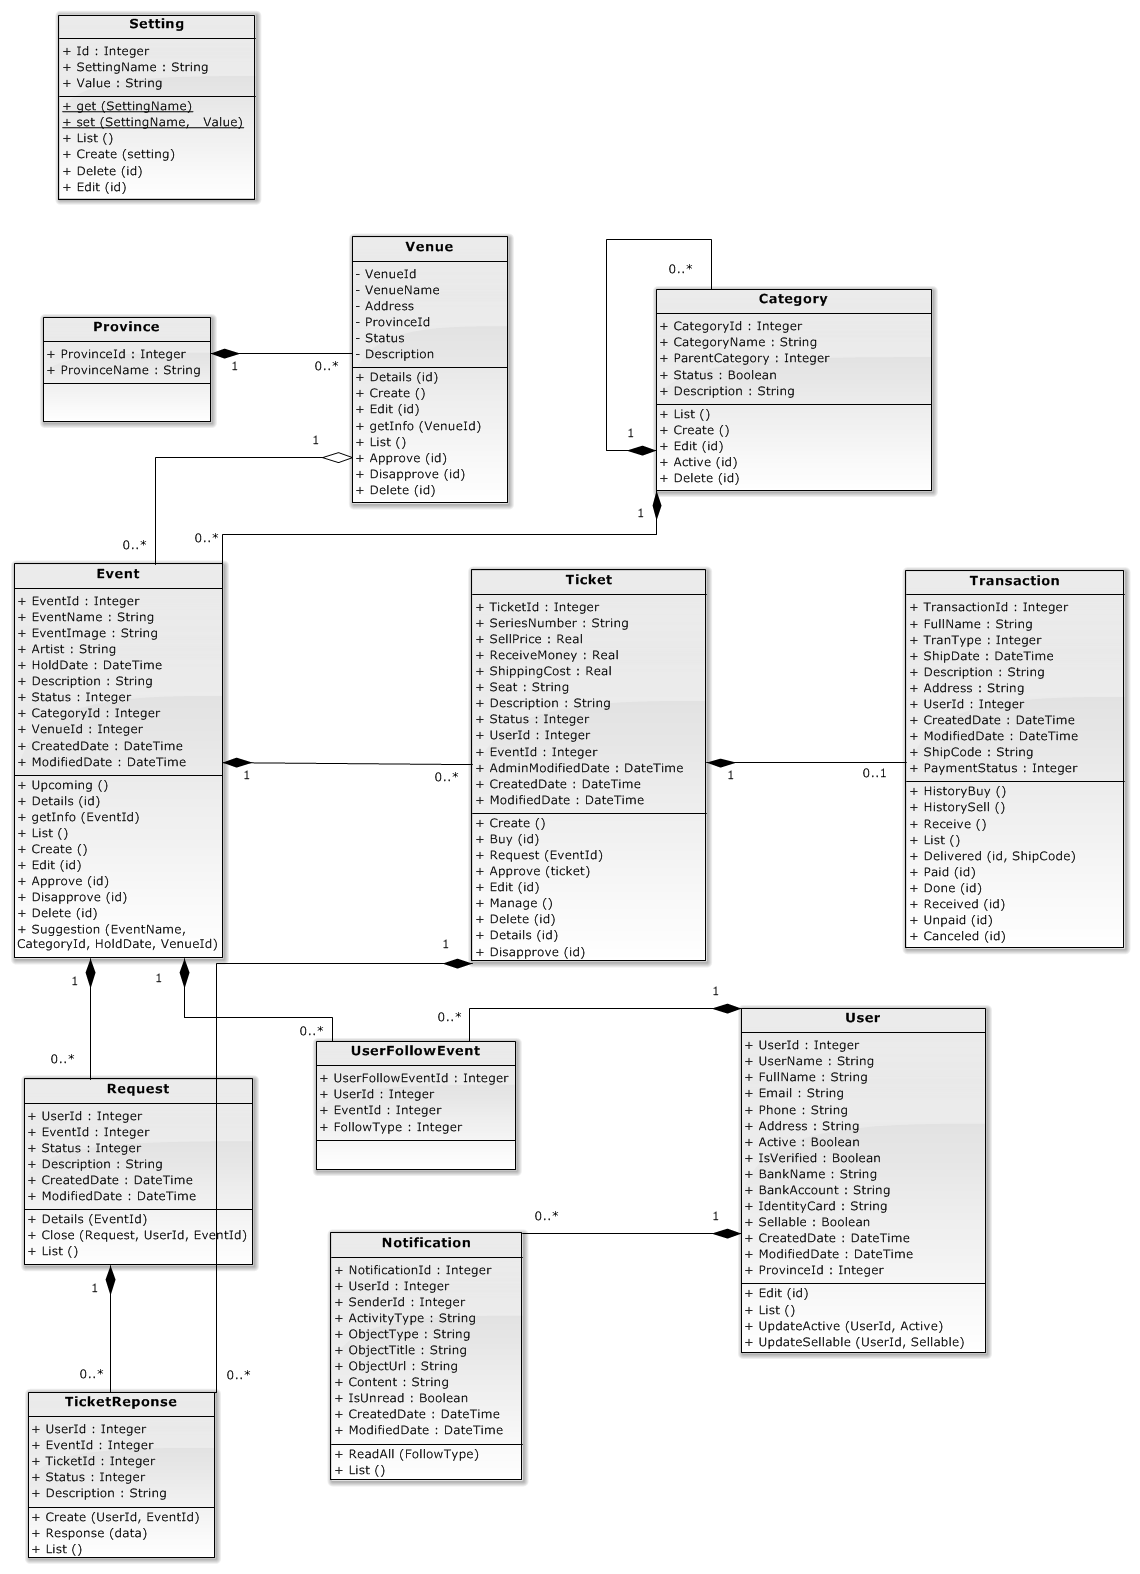 Setting
+ Id : Integer
+ SettingName : String
+ Value : String
+ get (SettingName)
+ set (SettingName, Value)
+ List ()
+ Create (setting)
+ Delete (id)
+ Edit (id)
Venue
- VenueId
- VenueName
- Address
- ProvinceId
- Status
- Description
+ Details (id)
+ Create ()
+ Edit (id)
+ getInfo (VenueId)
+ List ()
+ Approve (id)
+ Disapprove (id)
+ Delete (id)
Province
+ ProvinceId : Integer
+ ProvinceName : String
1
0..*
1
0..*
0..*
Category
+ CategoryId : Integer
+ CategoryName : String
+ ParentCategory : Integer
+ Status : Boolean
+ Description : String
+ List ()
+ Create ()
+ Edit (id)
+ Active (id)
+ Delete (id)
1
1
0..*
Event
+ EventId : Integer
+ EventName : String
+ EventImage : String
+ Artist : String
+ HoldDate : DateTime
+ Description : String
+ Status : Integer
+ CategoryId : Integer
+ VenueId : Integer
+ CreatedDate : DateTime
+ ModifiedDate : DateTime
+ Upcoming ()
+ Details (id)
+ getInfo (EventId)
+ List ()
+ Create ()
+ Edit (id)
+ Approve (id)
+ Disapprove (id)
+ Delete (id)
+ Suggestion (EventName,
CategoryId, HoldDate, VenueId)
1
0..*
Ticket
+ TicketId : Integer
+ SeriesNumber : String
+ SellPrice : Real
+ ReceiveMoney : Real
+ ShippingCost : Real
+ Seat : String
+ Description : String
+ Status : Integer
+ UserId : Integer
+ EventId : Integer
+ AdminModifiedDate : DateTime
+ CreatedDate : DateTime
+ ModifiedDate : DateTime
+ Create ()
+ Buy (id)
+ Request (EventId)
+ Approve (ticket)
+ Edit (id)
+ Manage ()
+ Delete (id)
+ Details (id)
+ Disapprove (id)
1
0..1
Transaction
+ TransactionId : Integer
+ FullName : String
+ TranType : Integer
+ ShipDate : DateTime
+ Description : String
+ Address : String
+ UserId : Integer
+ CreatedDate : DateTime
+ ModifiedDate : DateTime
+ ShipCode : String
+ PaymentStatus : Integer
+ HistoryBuy ()
+ HistorySell ()
+ Receive ()
+ List ()
+ Delivered (id, ShipCode)
+ Paid (id)
+ Done (id)
+ Received (id)
+ Unpaid (id)
+ Canceled (id)
1
1
1
0..*
0..*
0..*
1
UserFollowEvent
+ UserFollowEventId : Integer
+ UserId : Integer
+ EventId : Integer
+ FollowType : Integer
User
+ UserId : Integer
+ UserName : String
+ FullName : String
+ Email : String
+ Phone : String
+ Address : String
+ Active : Boolean
+ IsVerified : Boolean
+ BankName : String
+ BankAccount : String
+ IdentityCard : String
+ Sellable : Boolean
+ CreatedDate : DateTime
+ ModifiedDate : DateTime
+ ProvinceId : Integer
+ Edit (id)
+ List ()
+ UpdateActive (UserId, Active)
+ UpdateSellable (UserId, Sellable)
Request
+ UserId : Integer
+ EventId : Integer
+ Status : Integer
+ Description : String
+ CreatedDate : DateTime
+ ModifiedDate : DateTime
+ Details (EventId)
+ Close (Request, UserId, EventId)
+ List ()
0..*
1
Notification
+ NotificationId : Integer
+ UserId : Integer
+ SenderId : Integer
+ ActivityType : String
+ ObjectType : String
+ ObjectTitle : String
+ ObjectUrl : String
+ Content : String
+ IsUnread : Boolean
+ CreatedDate : DateTime
+ ModifiedDate : DateTime
+ ReadAll (FollowType)
+ List ()
1
0..*
0..*
TicketReponse
+ UserId : Integer
+ EventId : Integer
+ TicketId : Integer
+ Status : Integer
+ Description : String
+ Create (UserId, EventId)
+ Response (data)
+ List ()